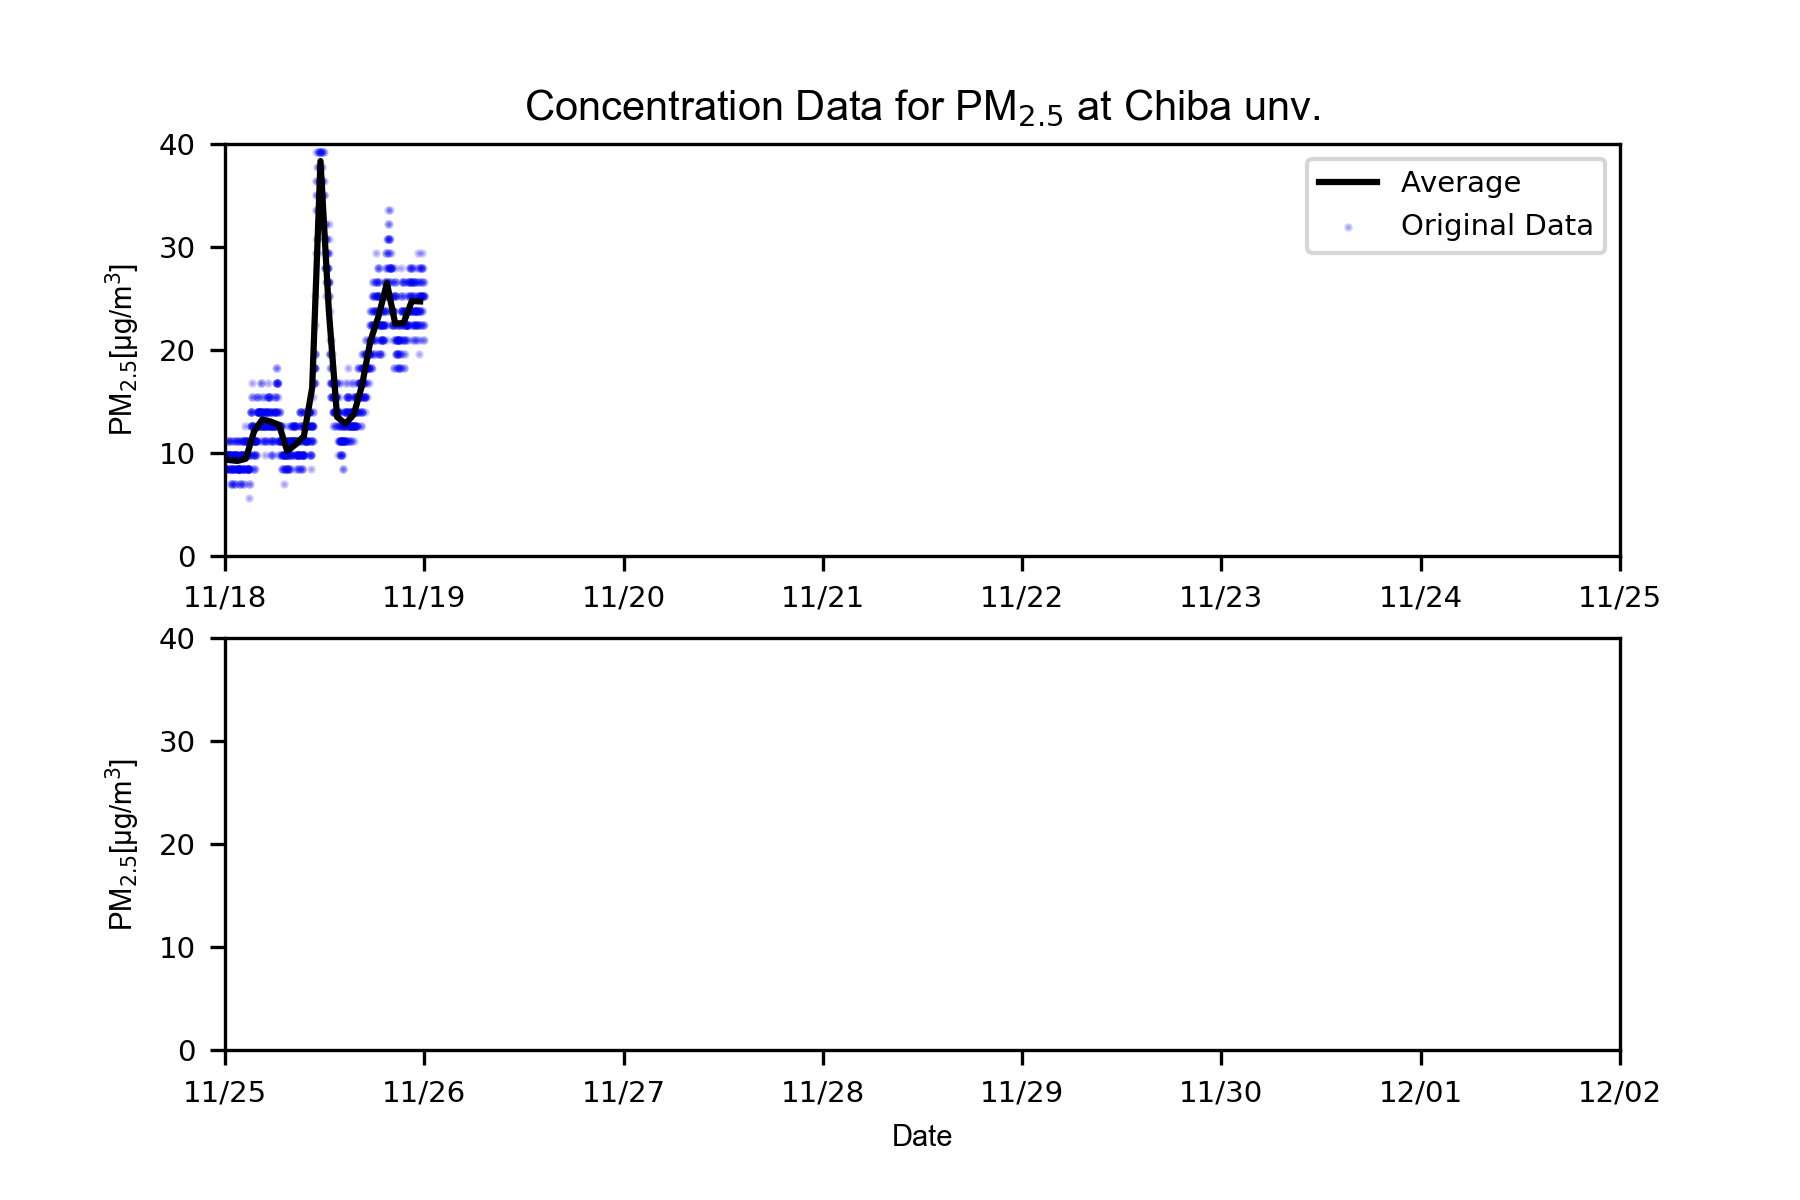 Concentration Data for PM2.5 at Chiba unv.
Average
Original Data
40
30
20
10
0
PM2.5[μg/m3]
11/18 11/19 11/20 11/21 11/22 11/23 11/24 11/25
40
30
20
10
0
PM2.5[μg/m3]
11/25 11/26 11/27 11/28 11/29 11/30 12/01 12/02
Date